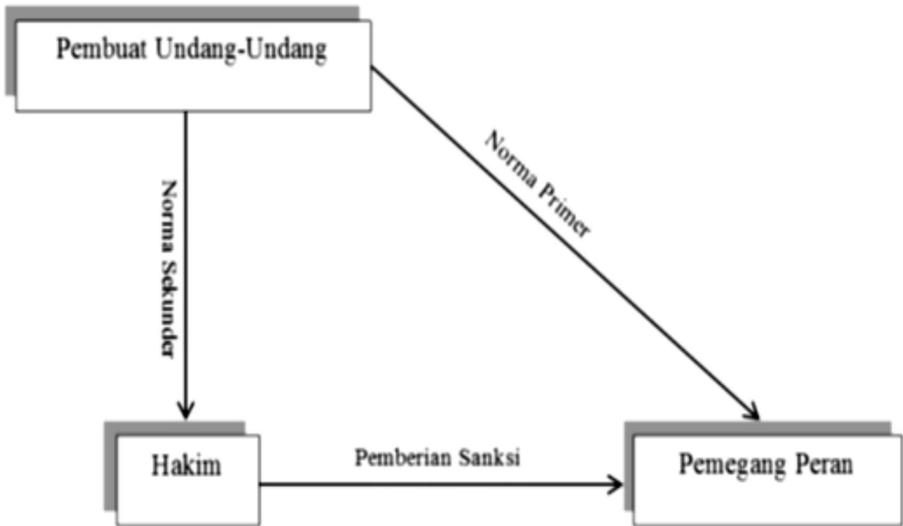 Pembuat Undang-Undang
Norma Primer
Norma Sekunder
Hakim
Pemberian Sanksi
Pemegang Peran